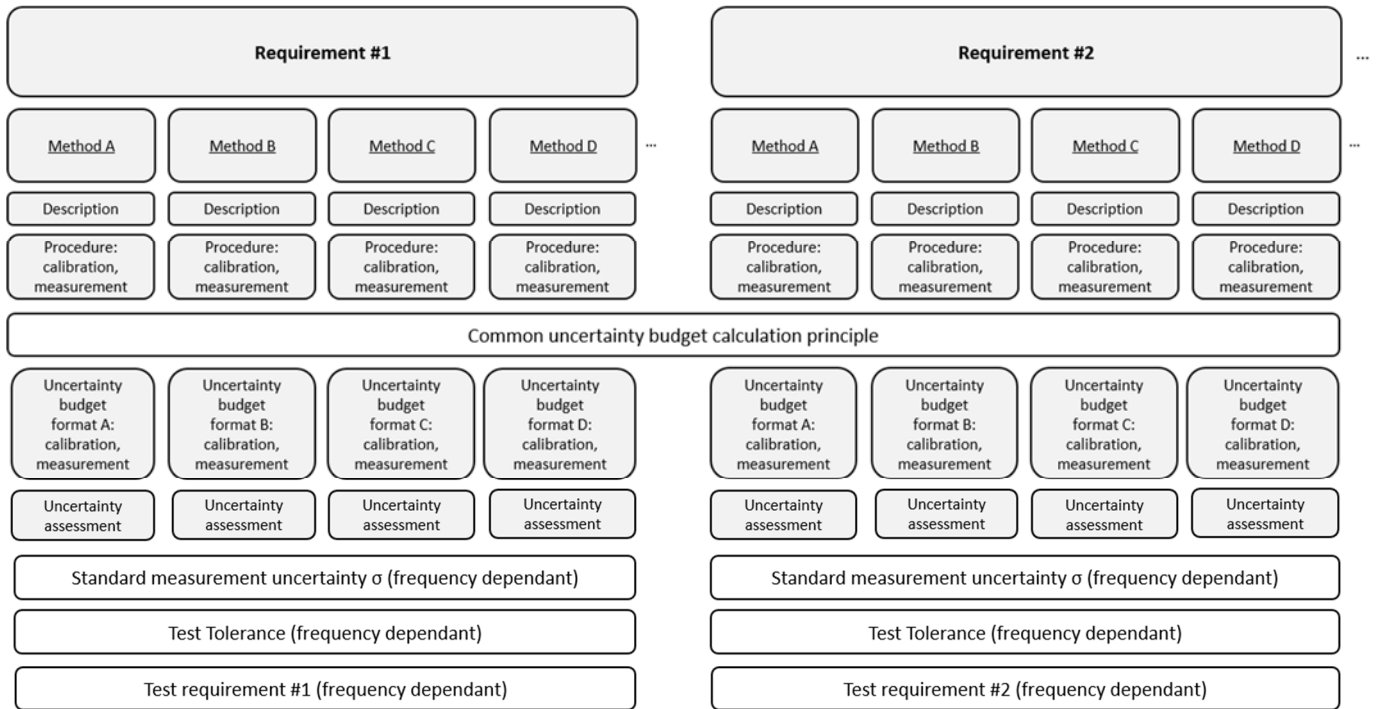 Requirement #1
Requirement #2
...
Method A
Method B
Method C
Method D
...
Method A
Method B
Method C
Method D
...
Description
Description
Description
Description
Description
Description
Description
Description
Procedure:
calibration,
measurement
Procedure:
calibration,
measurement
Procedure:
calibration,
measurement
Procedure:
calibration,
measurement
Procedure:
calibration,
measurement
Procedure:
calibration,
measurement
Procedure:
calibration,
measurement
Procedure:
calibration,
measurement
Common uncertainty budget calculation principle
Uncertainty
budget
format A:
calibration,
measurement
Uncertainty
budget
format B:
calibration,
measurement
Uncertainty
budget
format C:
calibration,
measurement
Uncertainty
budget
format D:
calibration,
measurement
Uncertainty
budget
format A:
calibration,
measurement
Uncertainty
budget
format B:
calibration,
measurement
Uncertainty
budget
format C:
calibration,
measurement
Uncertainty
budget
format D:
calibration,
measurement
Uncertainty
assessment
Uncertainty
assessment
Uncertainty
assessment
Uncertainty
assessment
Uncertainty
assessment
Uncertainty
assessment
Uncertainty
assessment
Uncertainty
assessment
Standard measurement uncertainty σ (frequency dependant)
Standard measurement uncertainty σ (frequency dependant)
Test Tolerance (frequency dependant)
Test Tolerance (frequency dependant)
Test requirement #1 (frequency dependant)
Test requirement #2 (frequency dependant)